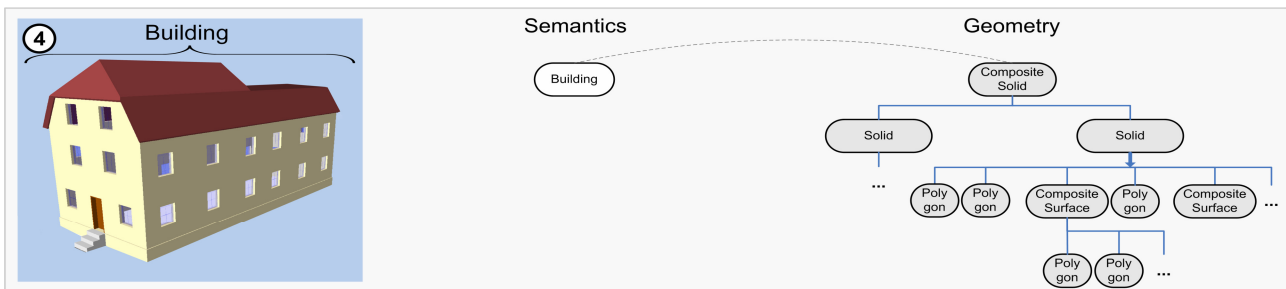 4
Building
Semantics
Geometry
Building
Composite
Solid
Solid
Solid
...
Poly
gon
Poly
gon
Composite
Surface
Poly
gon
Composite
Surface
...
Poly
gon
Poly
gon
...